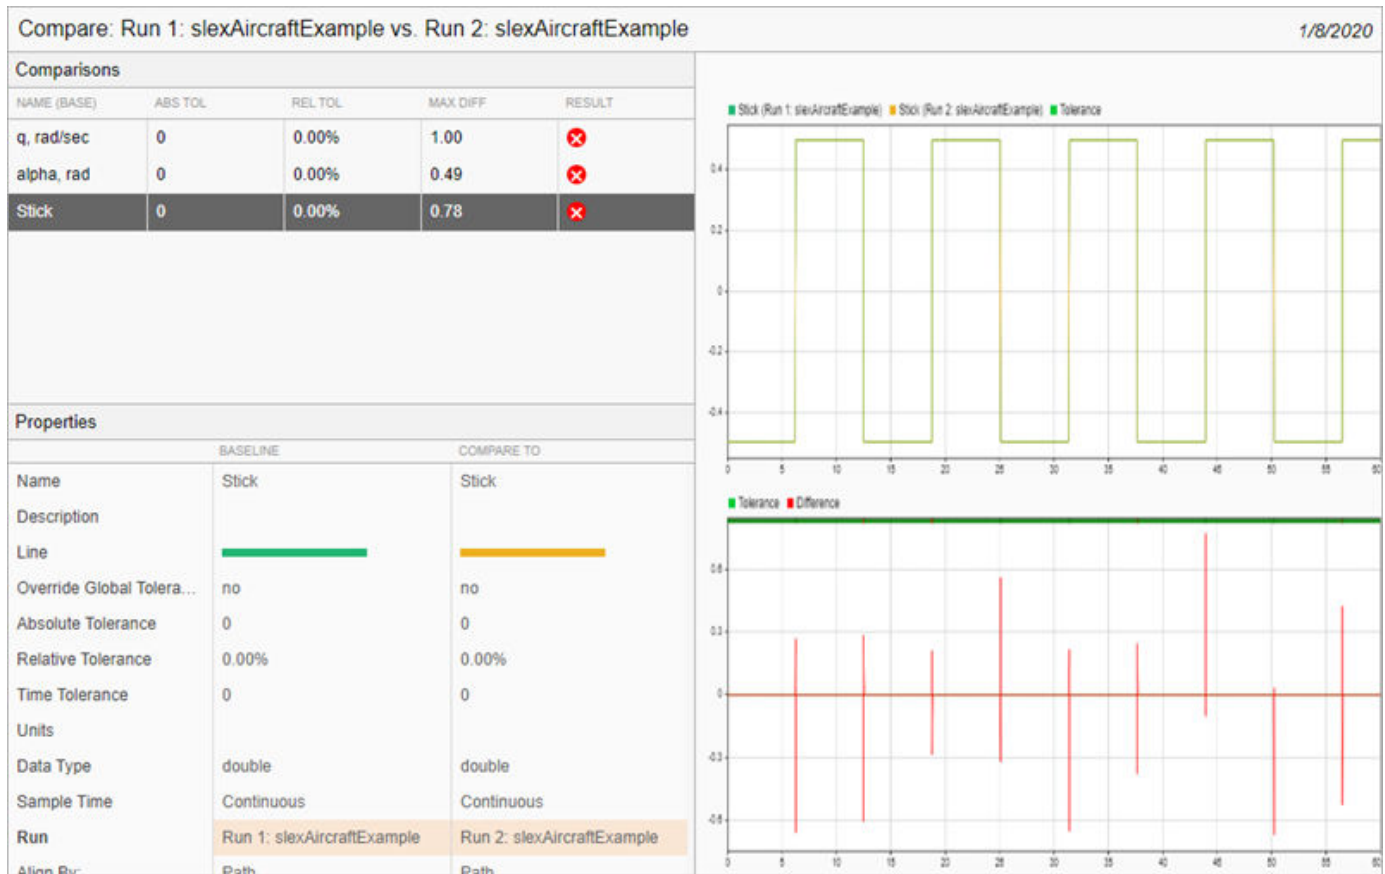 Compare: Run 1: slexAircraftExample vs. Run 2: slexAircraftExample 1/8/2020
Comparisons
NAME (BASE) ABS TOL REL TOL MAX DIFF RESULT
q, rad/sec 0 0.00% 1.00
alpha, rad 0 0.00% 0.49
Stick 0 0.00% 0.78
Properties
BASELINE COMPARE TO
Name Stick Stick
Description
Line
Override Global Tolera... no no
Absolute Tolerance 0 0
Relative Tolerance 0.00% 0.00%
Time Tolerance 0 0
Units
Data Type double double
Sample Time Continuous Continuous
Run Run 1: slexAircraftExample Run 2: slexAircraftExample
Align By: Path Path
Stick (Run 1: slexAircraftExample) Stick (Run 2: slexAircraftExample) Tolerance
0.4
0.2
0
-0.2
-0.4
0 5 10 15 20 25 30 35 40 45 50 55 60
Tolerance Difference
0.6
0.3
0
-0.3
-0.6
0 5 10 15 20 25 30 35 40 45 50 55 60